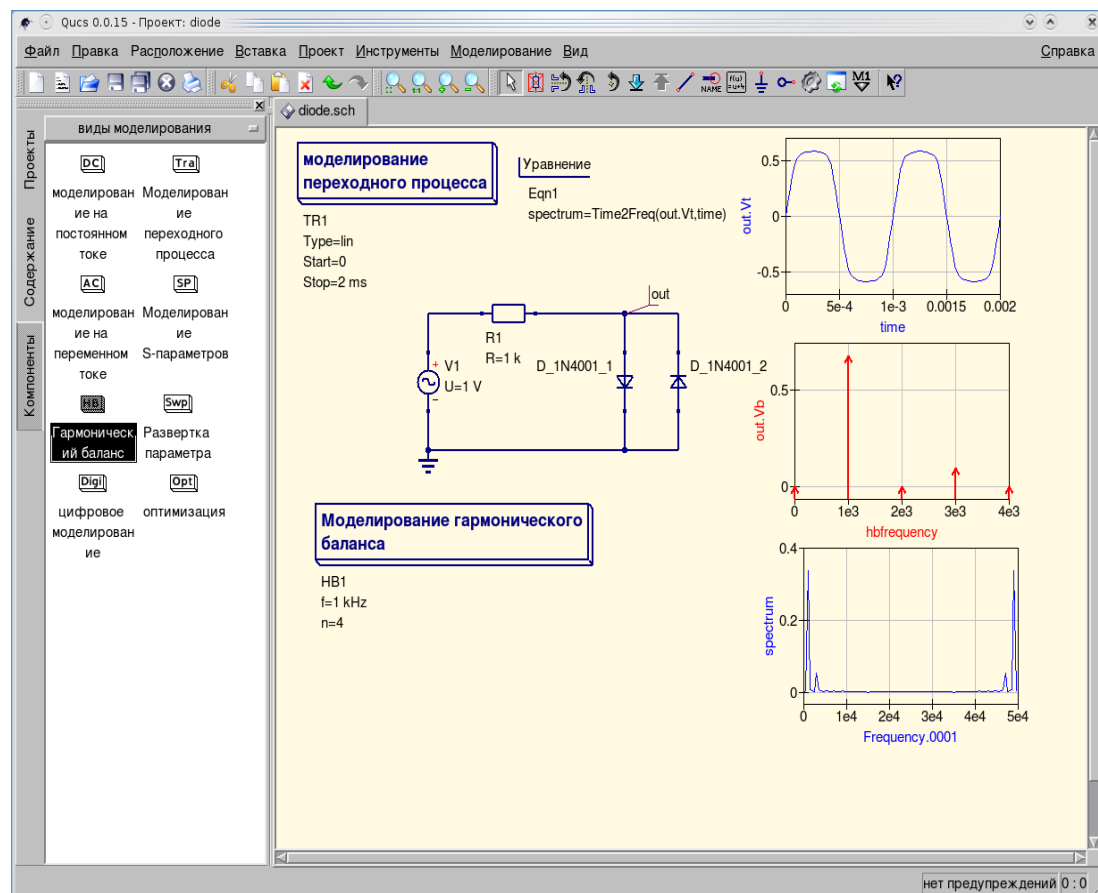 Qucs 0.0.15 - Проект: diode
Файл Правка Расположение Вставка Проект Инструменты Моделирование Вид Справка
NAME
f(ω)
M1
diode.sch
Проекты
Содержание
Компоненты
виды моделирования
DC
моделирован
ие на
постоянном
токе
Tra
Моделирован
ие
переходного
процесса
AC
моделирован
ие на
переменном
токе
SP
Моделирован
ие
S-параметров
HB
Гармоническ
ий баланс
Swp
Развертка
параметра
Digi
цифровое
моделирован
ие
Opt
оптимизация
моделирование
переходного процесса
TR1
Type=lin
Start=0
Stop=2 ms
Уравнение
Eqn1
spectrum=Time2Freq(out.Vt,time)
out
R1
R=1 k
V1
U=1 V
+
−
D_1N4001_1
D_1N4001_2
Моделирование гармонического
баланса
HB1
f=1 kHz
n=4
out.Vt
0.5
0
-0.5
0 5e-4 1e-3 0.0015 0.002
time
out.Vb
0.5
0
0 1e3 2e3 3e3 4e3
hbfrequency
spectrum
0.4
0.2
0
0 1e4 2e4 3e4 4e4 5e4
Frequency.0001
нет предупреждений 0 : 0